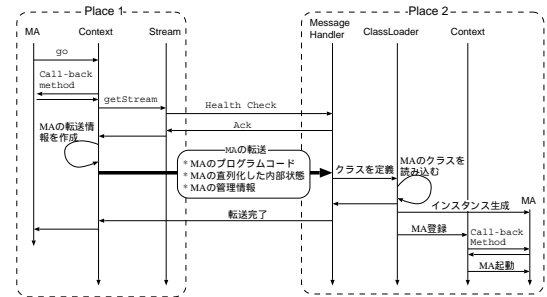 Place 1
Place 2
MA
Context
Stream
Message
Handler
ClassLoader
Context
go
Call-back
method
getStream
Health Check
Ack
MAの転送情
報を作成
MAの転送
* MAのプログラムコード
* MAの直列化した内部状態
* MAの管理情報
クラスを定義
MAのクラスを
読み込む
インスタンス生成
MA
転送完了
MA登録
Call-back
Method
MA起動